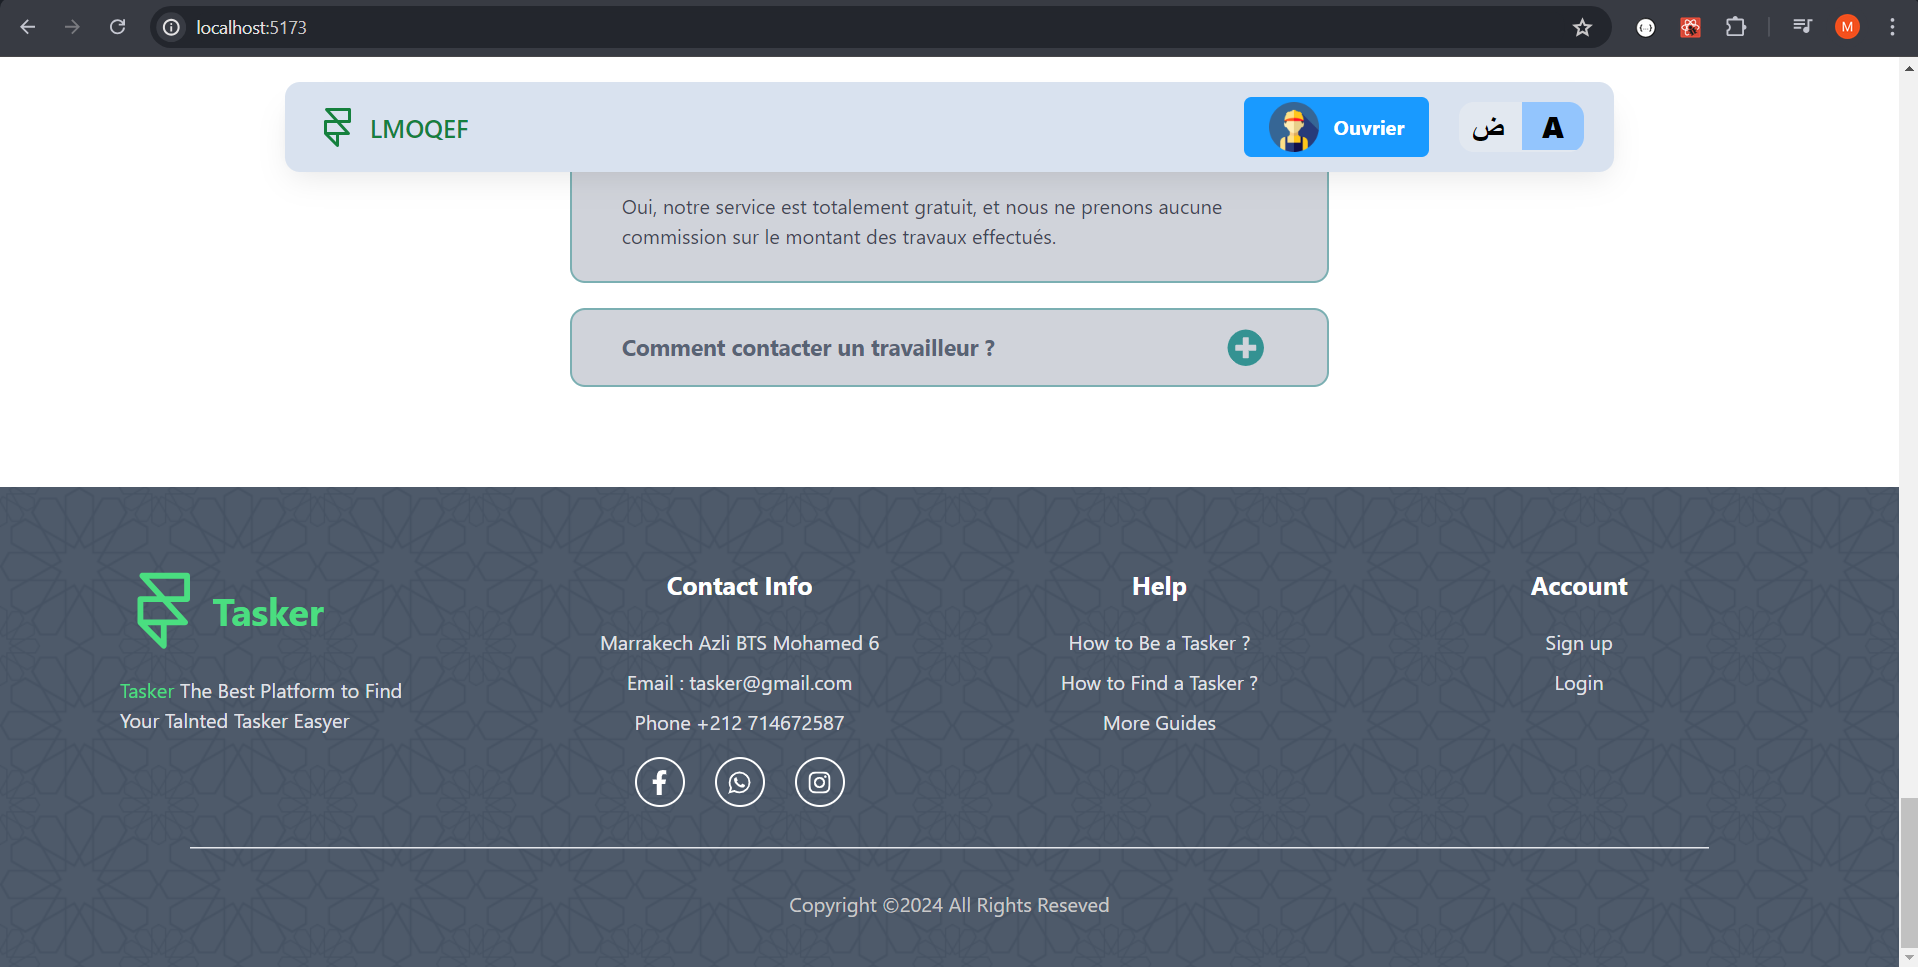 localhost:5173
M
LMOQEF
Ouvrier
ض
A
Oui, notre service est totalement gratuit, et nous ne prenons aucune
commission sur le montant des travaux effectués.
Comment contacter un travailleur ?
Tasker
Tasker The Best Platform to Find
Your Talnted Tasker Easyer
Contact Info
Marrakech Azli BTS Mohamed 6
Email : tasker@gmail.com
Phone +212 714672587
Help
How to Be a Tasker ?
How to Find a Tasker ?
More Guides
Account
Sign up
Login
Copyright ©2024 All Rights Reseved